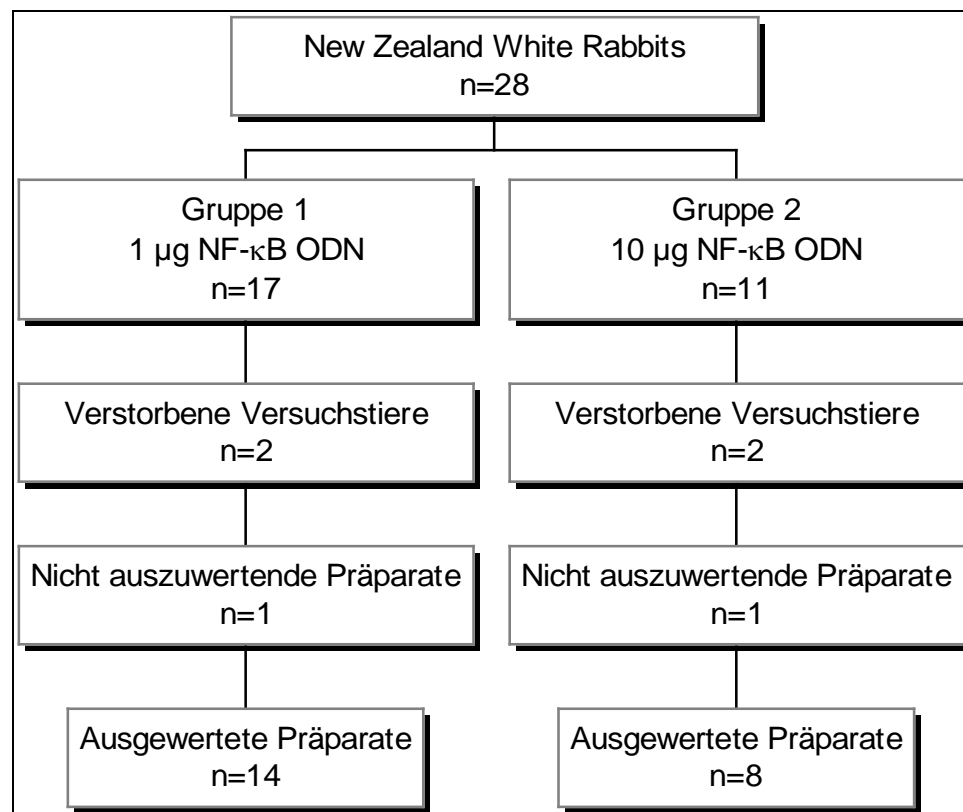 New Zealand White Rabbits
n=28
Gruppe 1
1 µg NF-κB ODN
n=17
Gruppe 2
10 µg NF-κB ODN
n=11
Verstorbene Versuchstiere
n=2
Verstorbene Versuchstiere
n=2
Nicht auszuwertende Präparate
n=1
Nicht auszuwertende Präparate
n=1
Ausgewertete Präparate
n=14
Ausgewertete Präparate
n=8